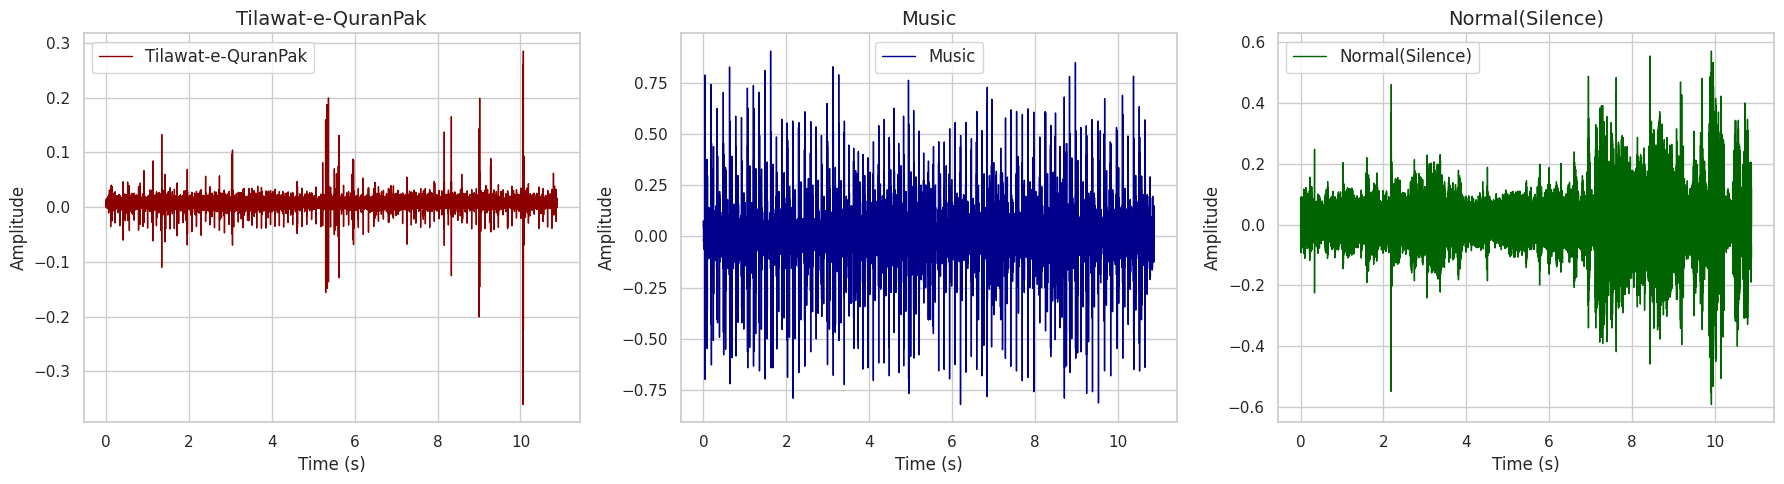 Tilawat-e-QuranPak
Tilawat-e-QuranPak
0.3
0.2
0.1
0.0
−0.1
−0.2
−0.3
Amplitude
0 2 4 6 8 10
Time (s)
Music
Music
0.75
0.50
0.25
0.00
−0.25
−0.50
−0.75
Amplitude
0 2 4 6 8 10
Time (s)
Normal(Silence)
Normal(Silence)
0.6
0.4
0.2
0.0
−0.2
−0.4
−0.6
Amplitude
0 2 4 6 8 10
Time (s)